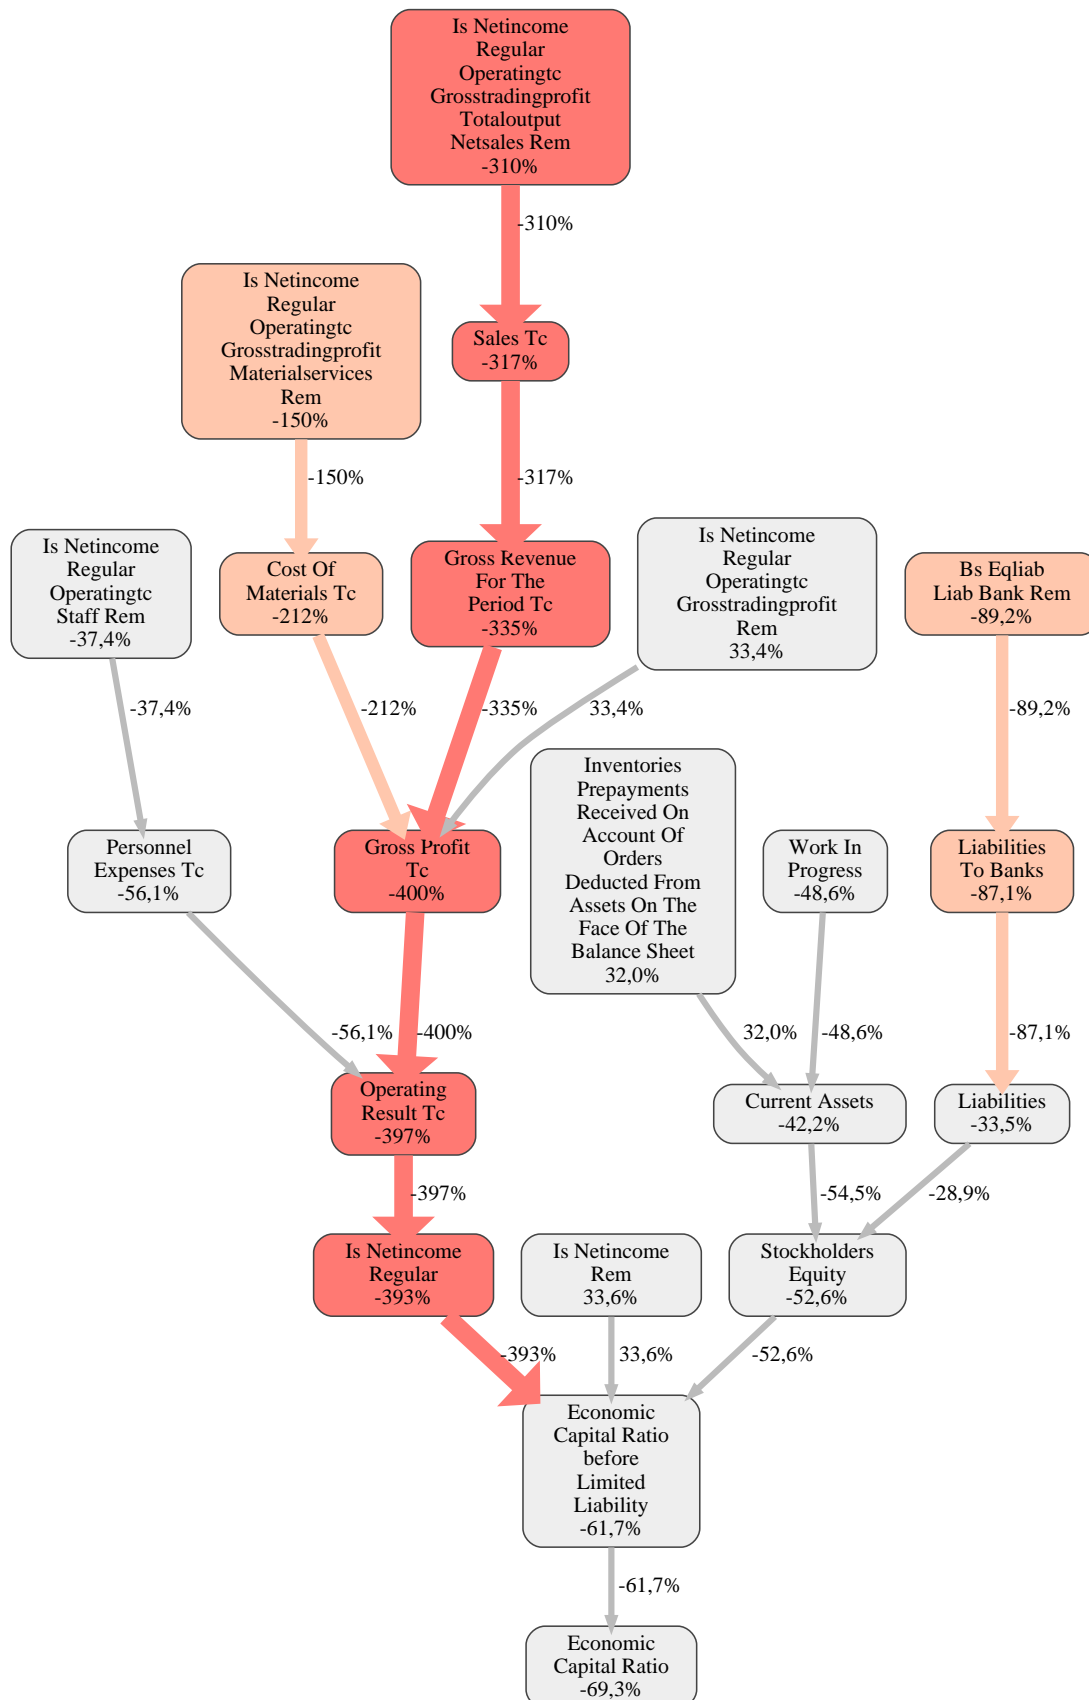 Is Netincome
Regular
Operatingtc
Grosstradingprofit
Totaloutput
Netsales Rem
-310%
-310%
Is Netincome
Regular
Operatingtc
Grosstradingprofit
Materialservices
Rem
-150%
Sales Tc
-317%
-150%
-317%
Is Netincome
Regular
Operatingtc
Staff Rem
-37,4%
Cost Of
Materials Tc
-212%
Gross Revenue
For The
Period Tc
-335%
Is Netincome
Regular
Operatingtc
Grosstradingprofit
Rem
33,4%
Bs Eqliab
Liab Bank Rem
-89,2%
-37,4%
-212%
-335%
33,4%
-89,2%
Personnel
Expenses Tc
-56,1%
Gross Profit
Tc
-400%
Inventories
Prepayments
Received On
Account Of
Orders
Deducted From
Assets On The
Face Of The
Balance Sheet
32,0%
Work In
Progress
-48,6%
Liabilities
To Banks
-87,1%
-56,1%
-400%
32,0%
-48,6%
-87,1%
Operating
Result Tc
-397%
Current Assets
-42,2%
Liabilities
-33,5%
-397%
-54,5%
-28,9%
Is Netincome
Regular
-393%
Is Netincome
Rem
33,6%
Stockholders
Equity
-52,6%
-393%
33,6%
-52,6%
Economic
Capital Ratio
before
Limited
Liability
-61,7%
-61,7%
Economic
Capital Ratio
-69,3%